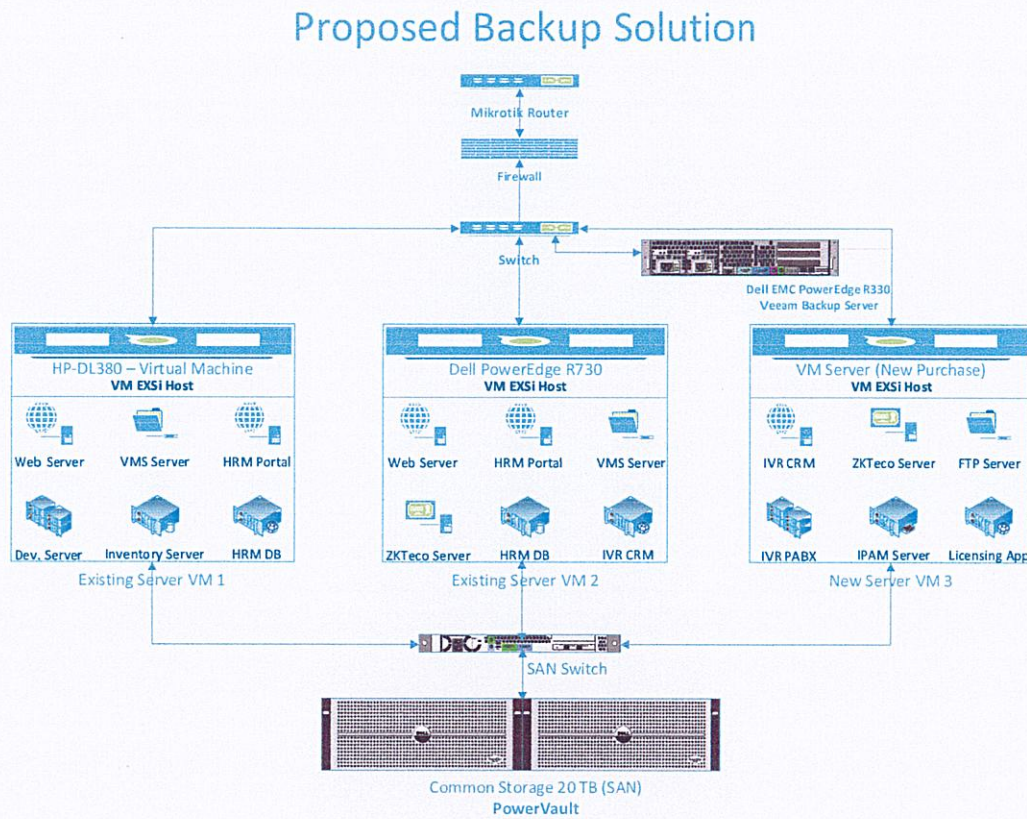 Proposed Backup Solution
Mikrotik Router
Firewall
Switch
Dell EMC PowerEdge R330
Veeam Backup Server
HP-DL380 – Virtual Machine
VM EXSi Host
Web Server
VMS Server
HRM Portal
Dev. Server
Inventory Server
HRM DB
Existing Server VM 1
Dell PowerEdge R730
VM EXSi Host
Web Server
HRM Portal
VMS Server
ZKTeco Server
HRM DB
IVR CRM
Existing Server VM 2
VM Server (New Purchase)
VM EXSi Host
IVR CRM
ZKTeco Server
FTP Server
IVR PABX
IPAM Server
Licensing App
New Server VM 3
SAN Switch
DELL
DELL
Common Storage 20 TB (SAN)
PowerVault